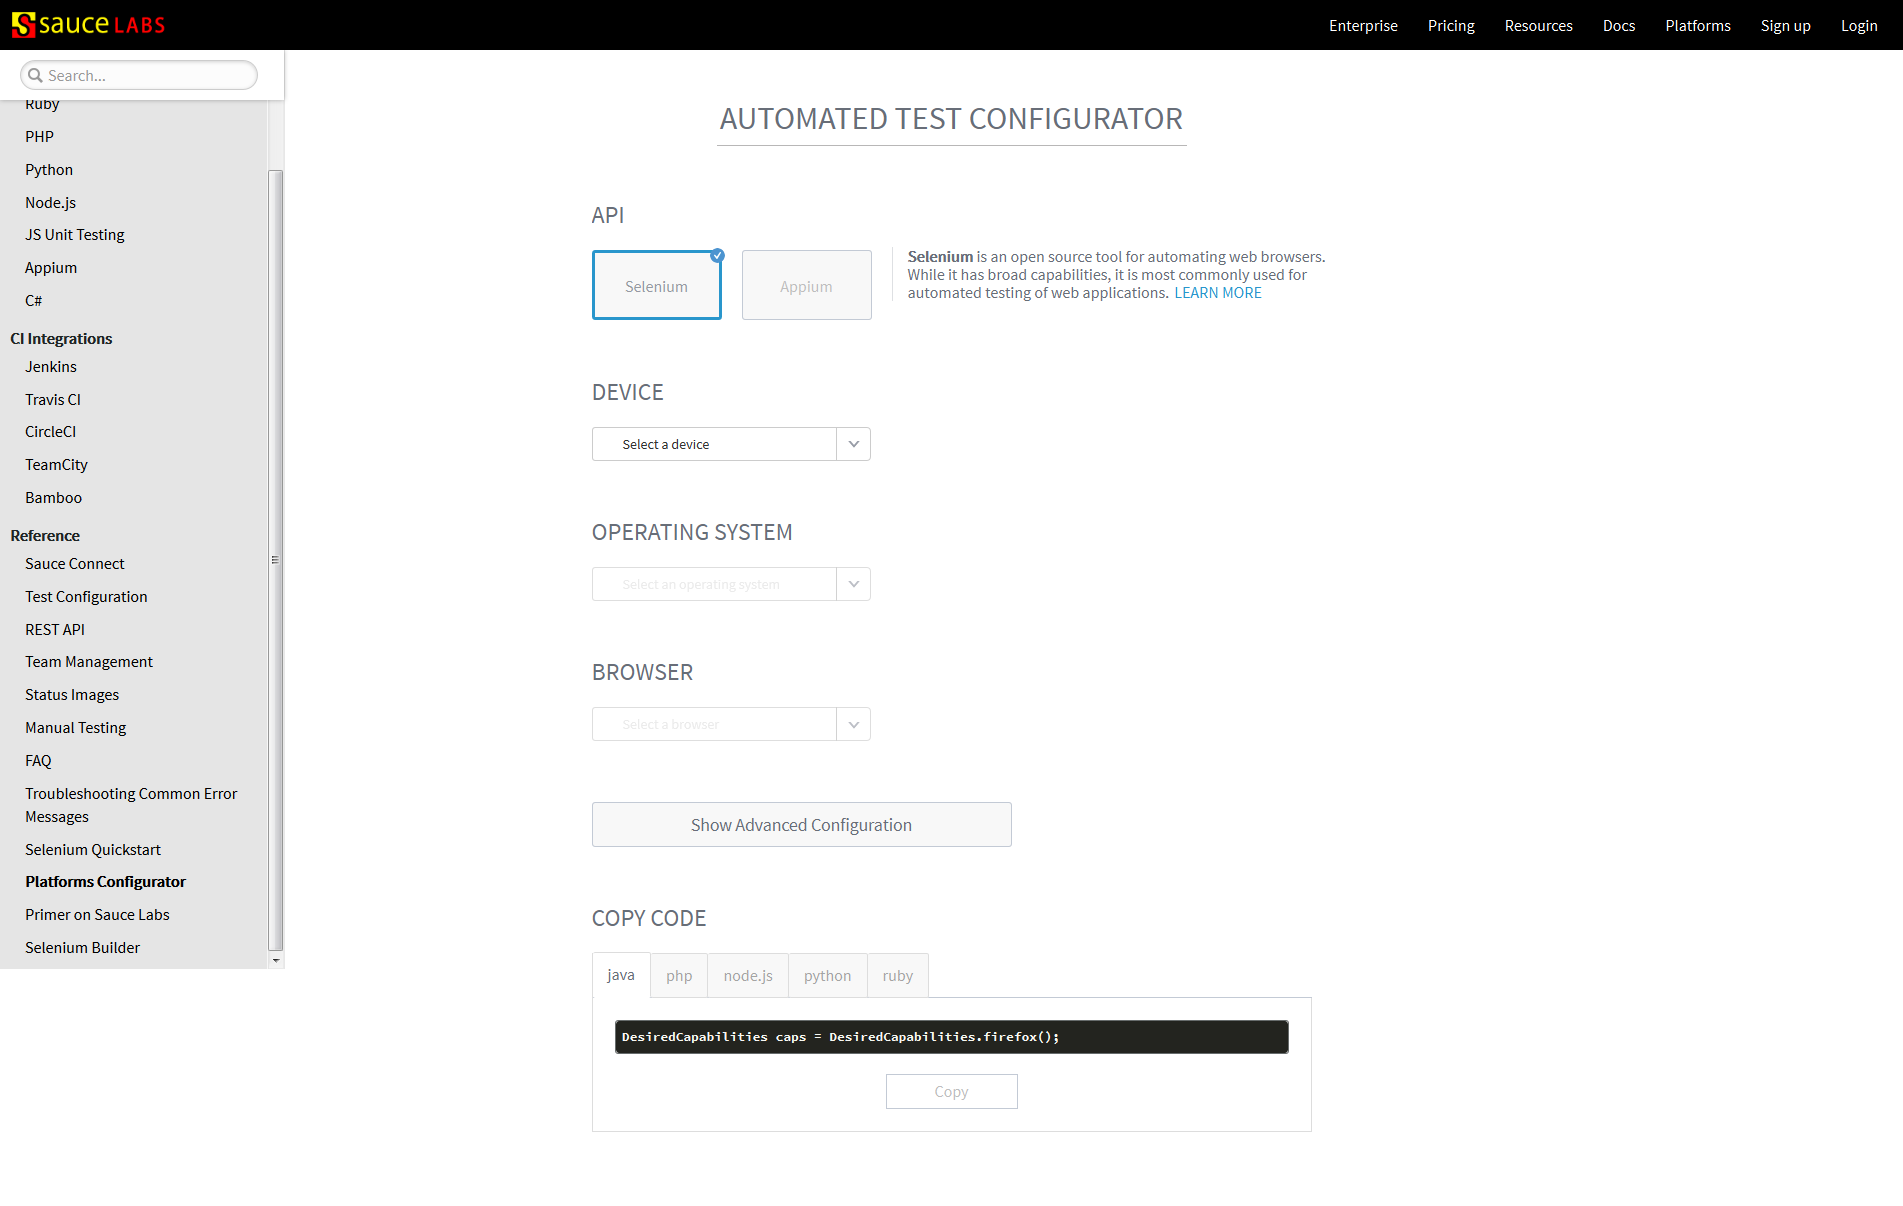 sauce LABS
Enterprise
Pricing
Resources
Docs
Platforms
Sign up
Login
Search...
Ruby
PHP
Python
Node.js
JS Unit Testing
Appium
C#
CI Integrations
Jenkins
Travis CI
CircleCI
TeamCity
Bamboo
Reference
Sauce Connect
Test Configuration
REST API
Team Management
Status Images
Manual Testing
FAQ
Troubleshooting Common Error
Messages
Selenium Quickstart
Platforms Configurator
Primer on Sauce Labs
Selenium Builder
AUTOMATED TEST CONFIGURATOR
API
Selenium
Appium
Selenium is an open source tool for automating web browsers.
While it has broad capabilities, it is most commonly used for
automated testing of web applications. LEARN MORE
DEVICE
Select a device
OPERATING SYSTEM
Select an operating system
BROWSER
Select a browser
Show Advanced Configuration
COPY CODE
java
php
node.js
python
ruby
DesiredCapabilities caps = DesiredCapabilities.firefox();
Copy